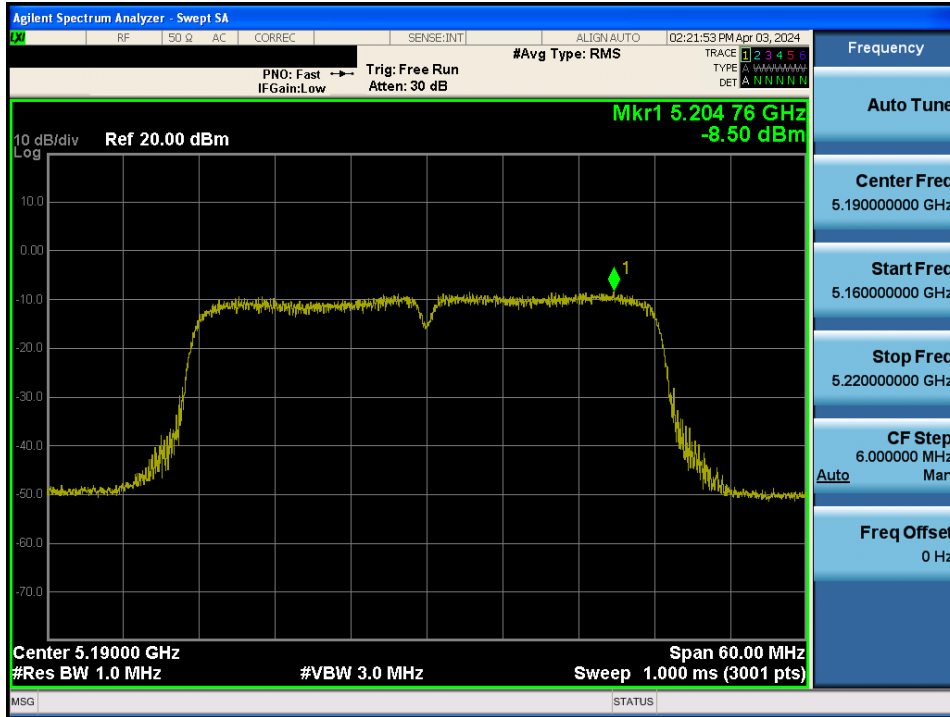 Agilent Spectrum Analyzer - Swept SA
LXI RF 50 Ω AC CORREC SENSE:INT ALIGN AUTO 02:21:53 PM Apr 03, 2024
Frequency
#Avg Type: RMS
TRACE 1 2 3 4 5 6
PNO: Fast Trig: Free Run
TYPE A WWWWW
IFGain:Low Atten: 30 dB
DET A N N N N N
Auto Tune
Mkr1 5.204 76 GHz
-8.50 dBm
10 dB/div Ref 20.00 dBm
Log
Center Freq
5.190000000 GHz
10.0
0.00
1
Start Freq
5.160000000 GHz
-10.0
-20.0
Stop Freq
5.220000000 GHz
-30.0
-40.0
CF Step
6.000000 MHz
Auto Man
-50.0
-60.0
Freq Offset
0 Hz
-70.0
Center 5.19000 GHz Span 60.00 MHz
#Res BW 1.0 MHz #VBW 3.0 MHz Sweep 1.000 ms (3001 pts)
MSG STATUS